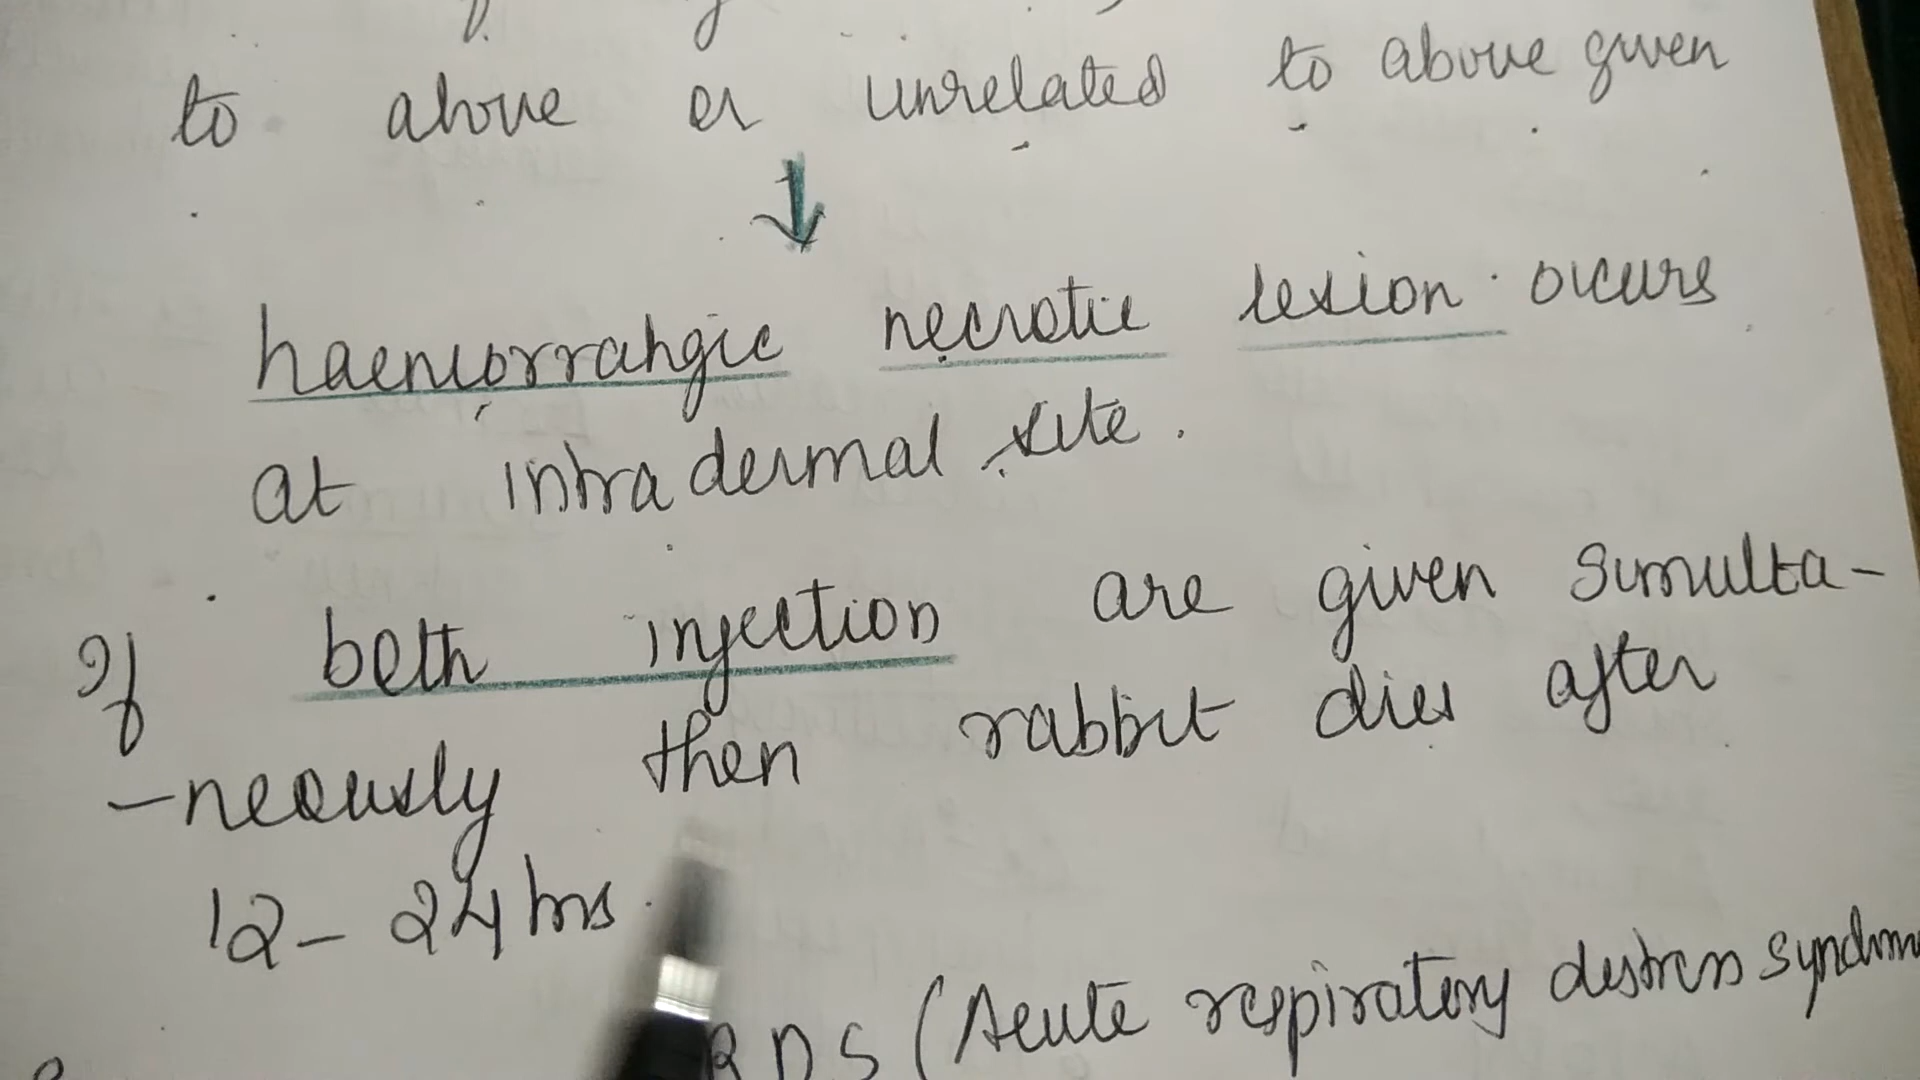 to above or unrelated to above given
haemorrahgic necrotic lesion occurs
at intradermal site.
If both injection are given simulta-
-neously then rabbit dies after
12-24 hrs.
RDS (Acute respiratory distress syndrom